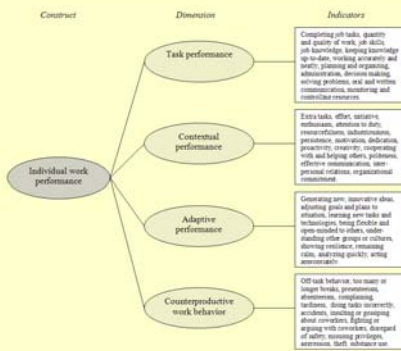 Construct
Dimension
Indicators
Individual work
performance
Task performance
Completing job tasks, quantity
and quality of work, job skills,
job knowledge, keeping knowledge
up-to-date, working accurately and
neatly, planning and organizing,
administration, decision making,
solving problems, oral and written
communication, monitoring and
controlling resources.
Contextual
performance
Extra tasks, effort, initiative,
enthusiasm, attention to duty,
resourcefulness, industriousness,
persistence, motivation, dedication,
proactivity, creativity, cooperating with
and helping others, politeness,
effective communication, inter-
personal relations, organizational
commitment.
Adaptive
performance
Generating new, innovative ideas,
adjusting goals and plans to
situation, learning new tasks and
technologies, being flexible and
open-minded to others, under-
standing other groups or cultures,
showing resilience, remaining
calm, analyzing quickly, acting
appropriately.
Counterproductive
work behavior
Off-task behavior, too many or
longer breaks, presenteeism,
absenteeism, complaining,
tardiness, doing tasks incorrectly,
accidents, insulting or gossiping
about coworkers, fighting or
arguing with coworkers, disregard of
safety, misusing privileges,
aggression, theft, substance use.